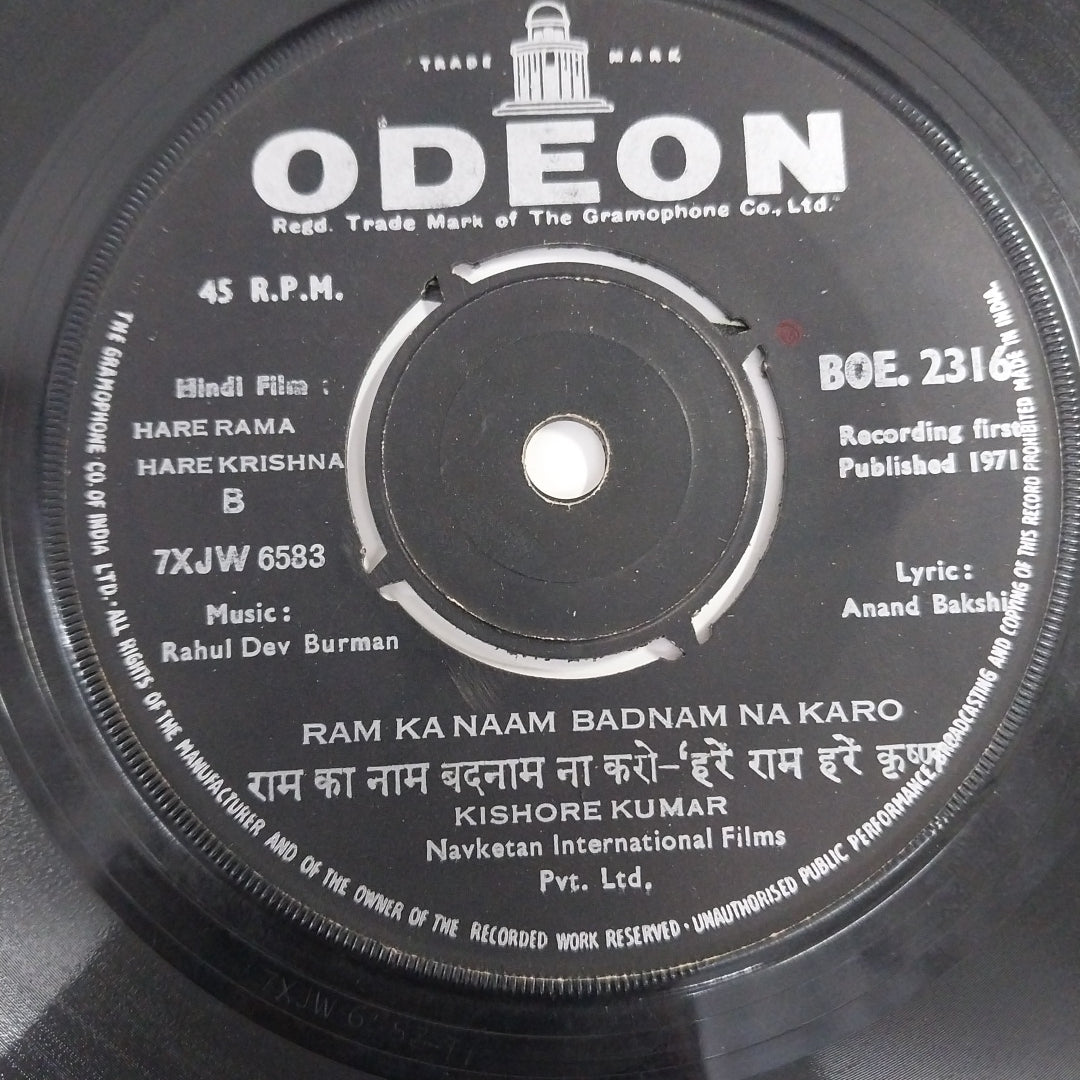 TRADE MARK
ODEON
Regd. Trade Mark of The Gramophone Co., Ltd.
45 R.P.M.
BOE. 2316
Hindi Film :
HARE RAMA
HARE KRISHNA
B
7XJW 6583
Music :
Rahul Dev Burman
Recording first
Published 1971
Lyric :
Anand Bakshi
RAM KA NAAM BADNAM NA KARO
राम का नाम बदनाम ना करो-'हरें राम हरें कृष्ण
KISHORE KUMAR
Navketan International Films
Pvt. Ltd.
THE GRAMOPHONE CO. OF INDIA LTD. · ALL RIGHTS OF THE MANUFACTURER AND OF THE OWNER OF THE RECORDED WORK RESERVED · UNAUTHORISED PUBLIC PERFORMANCE, BROADCASTING AND COPYING OF THIS RECORD PROHIBITED MADE IN INDIA.